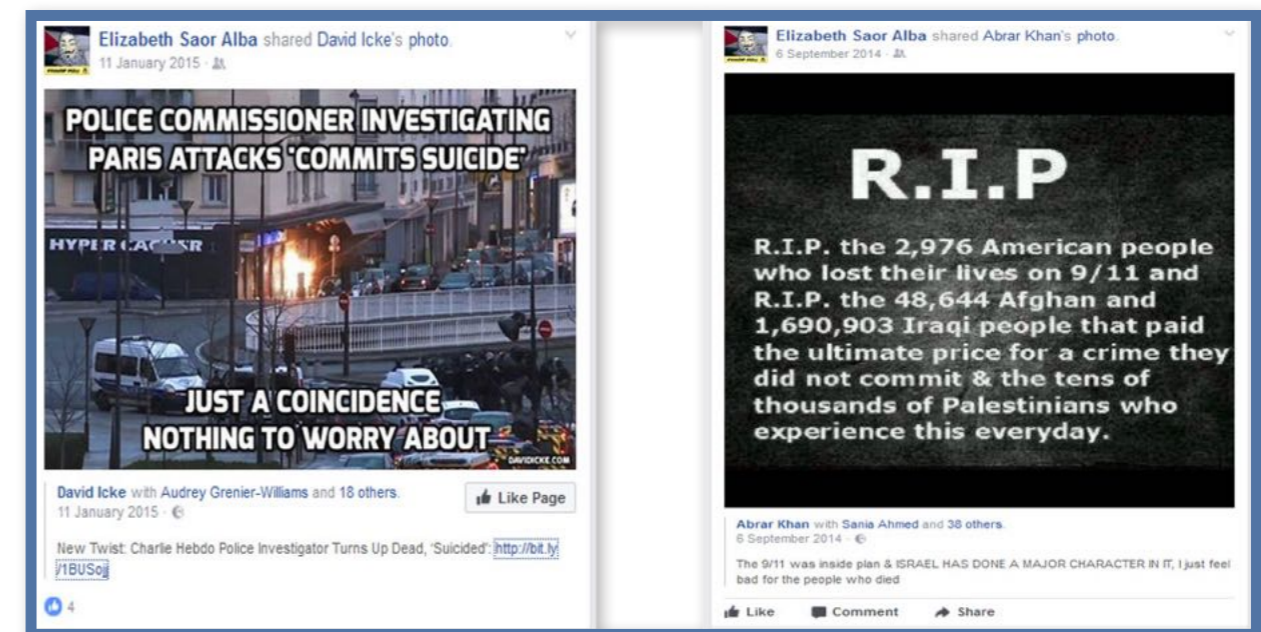 Elizabeth Saor Alba shared David Icke's photo.
11 January 2015 ·
POLICE COMMISSIONER INVESTIGATING
PARIS ATTACKS 'COMMITS SUICIDE'
HYPER CACHER
JUST A COINCIDENCE
NOTHING TO WORRY ABOUT
DAVIDICKE.COM
David Icke with Audrey Grenier-Williams and 18 others.
Like Page
11 January 2015 ·
New Twist: Charlie Hebdo Police Investigator Turns Up Dead, 'Suicided': http://bit.ly
/1BUSojj
4
Elizabeth Saor Alba shared Abrar Khan's photo.
6 September 2014 ·
R.I.P
R.I.P. the 2,976 American people
who lost their lives on 9/11 and
R.I.P. the 48,644 Afghan and
1,690,903 Iraqi people that paid
the ultimate price for a crime they
did not commit & the tens of
thousands of Palestinians who
experience this everyday.
Abrar Khan with Sania Ahmed and 38 others.
6 September 2014 ·
The 9/11 was inside plan & ISRAEL HAS DONE A MAJOR CHARACTER IN IT, I just feel
bad for the people who died
Like Comment Share